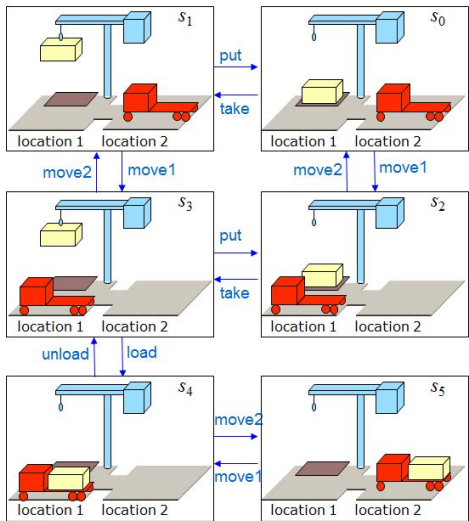 s1 s0
put
take
location 1 location 2 location 1 location 2
move2 move1 move2 move1
s3 s2
put
take
location 1 location 2 location 1 location 2
unload load
s4 s5
move2
move1
location 1 location 2 location 1 location 2